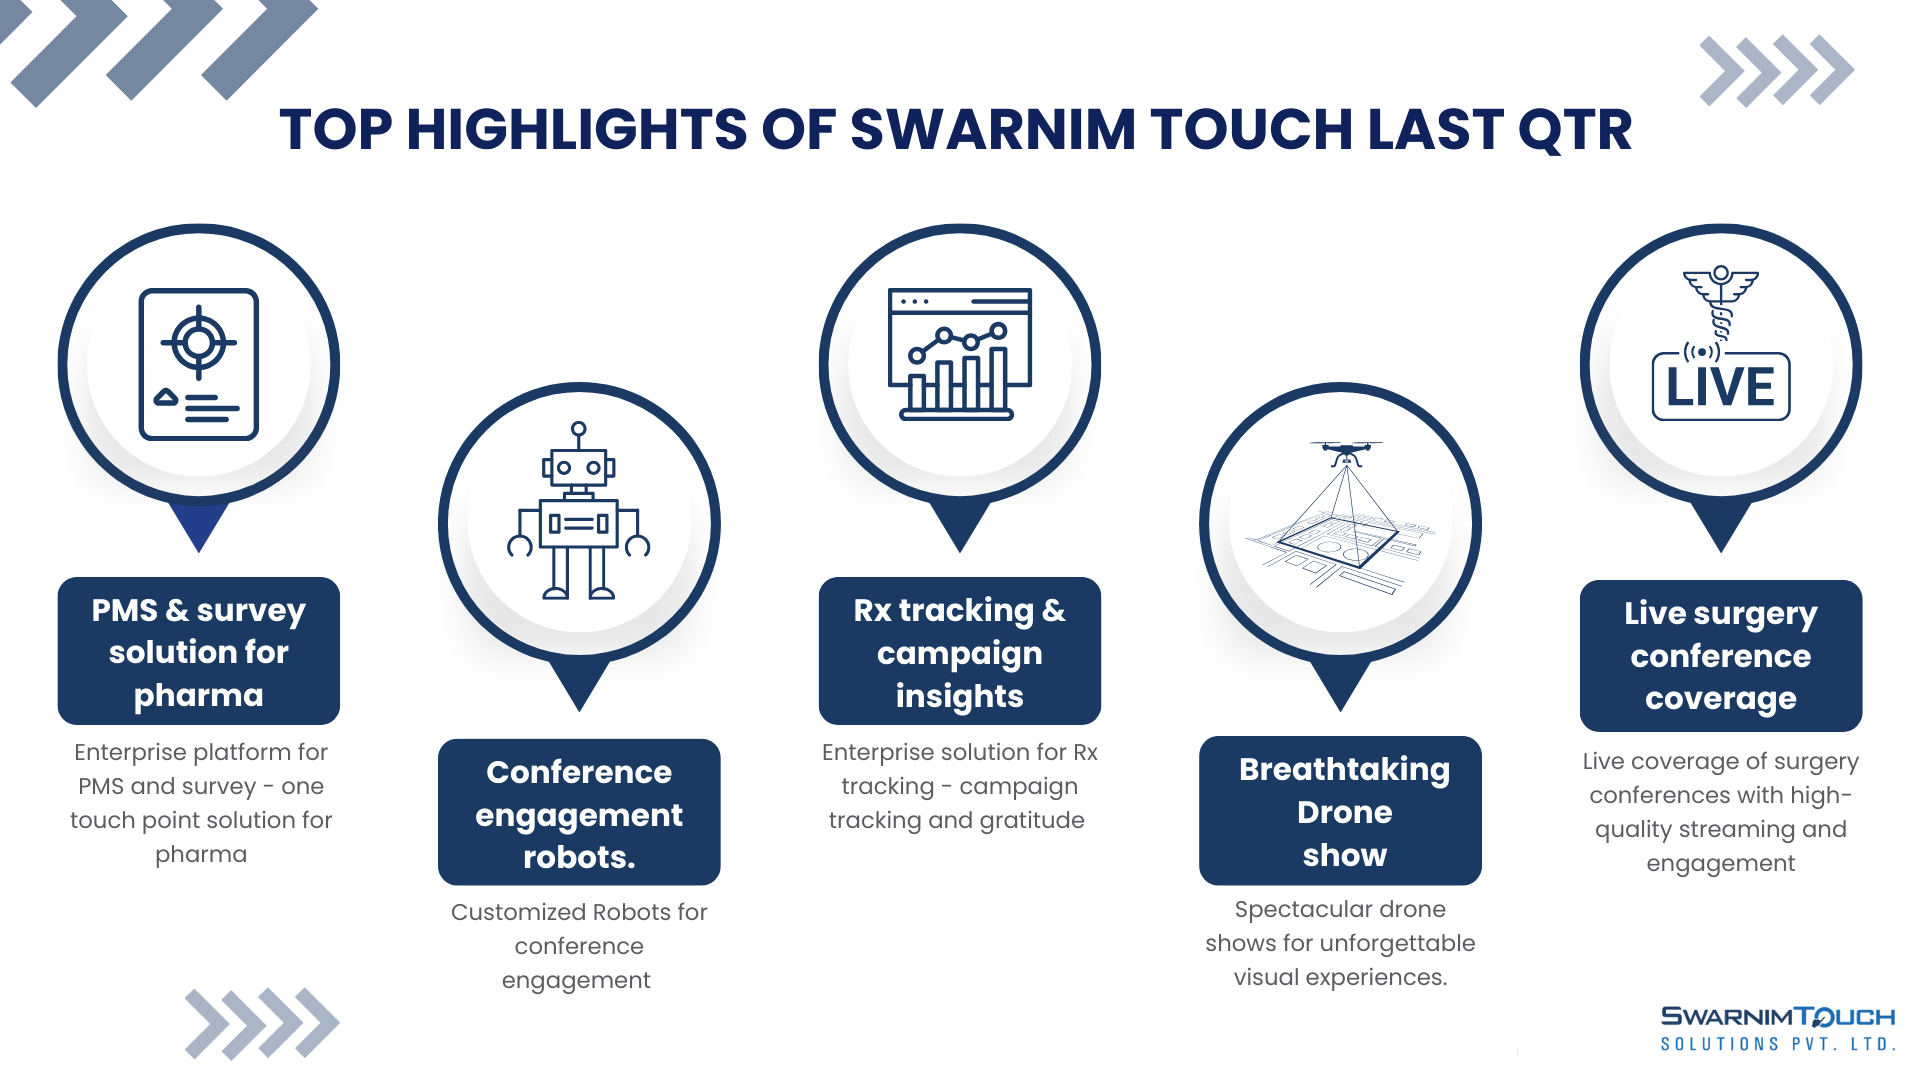 TOP HIGHLIGHTS OF SWARNIM TOUCH LAST QTR
PMS & survey
solution for
pharma
Enterprise platform for
PMS and survey - one
touch point solution for
pharma
Conference
engagement
robots.
Customized Robots for
conference
engagement
Rx tracking &
campaign
insights
Enterprise solution for Rx
tracking - campaign
tracking and gratitude
Breathtaking
Drone
show
Spectacular drone
shows for unforgettable
visual experiences.
LIVE
Live surgery
conference
coverage
Live coverage of surgery
conferences with high-
quality streaming and
engagement
SWARNIMTOUCH
SOLUTIONS PVT. LTD.